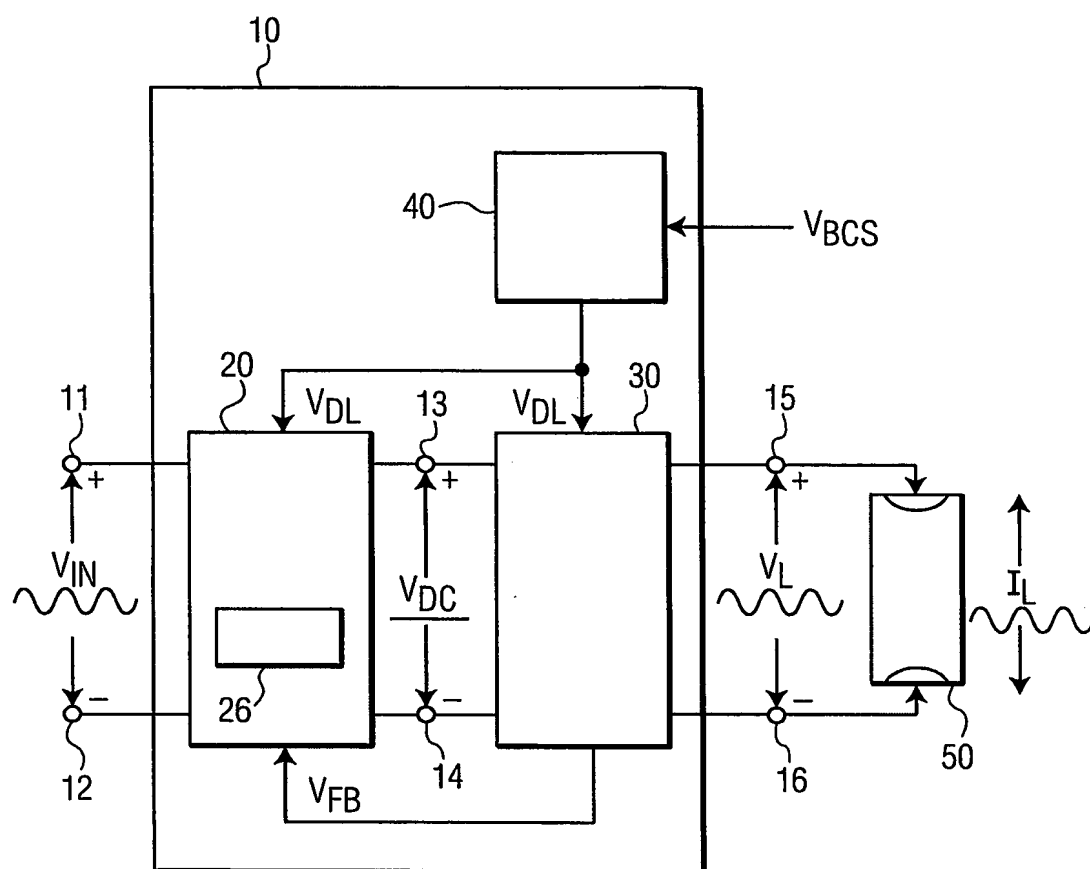 10
40
V_BCS
20
30
11
V_DL
13
V_DL
15
+
+
+
V_IN
V_DC
V_L
I_L
26
−
−
−
12
14
16
50
V_FB